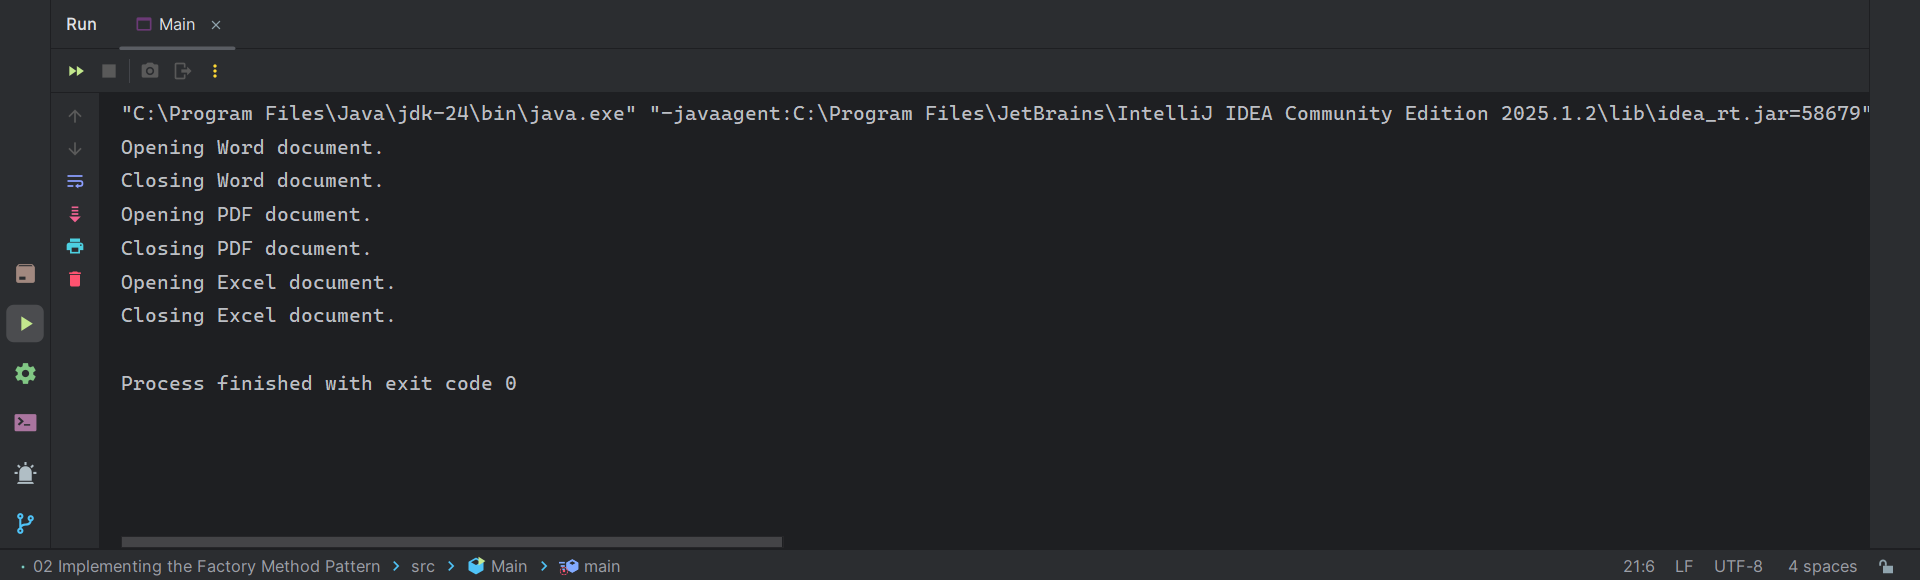 Run Main
"C:\Program Files\Java\jdk-24\bin\java.exe" "-javaagent:C:\Program Files\JetBrains\IntelliJ IDEA Community Edition 2025.1.2\lib\idea_rt.jar=58679"
Opening Word document.
Closing Word document.
Opening PDF document.
Closing PDF document.
Opening Excel document.
Closing Excel document.
Process finished with exit code 0
02 Implementing the Factory Method Pattern > src > Main > main 21:6 LF UTF-8 4 spaces